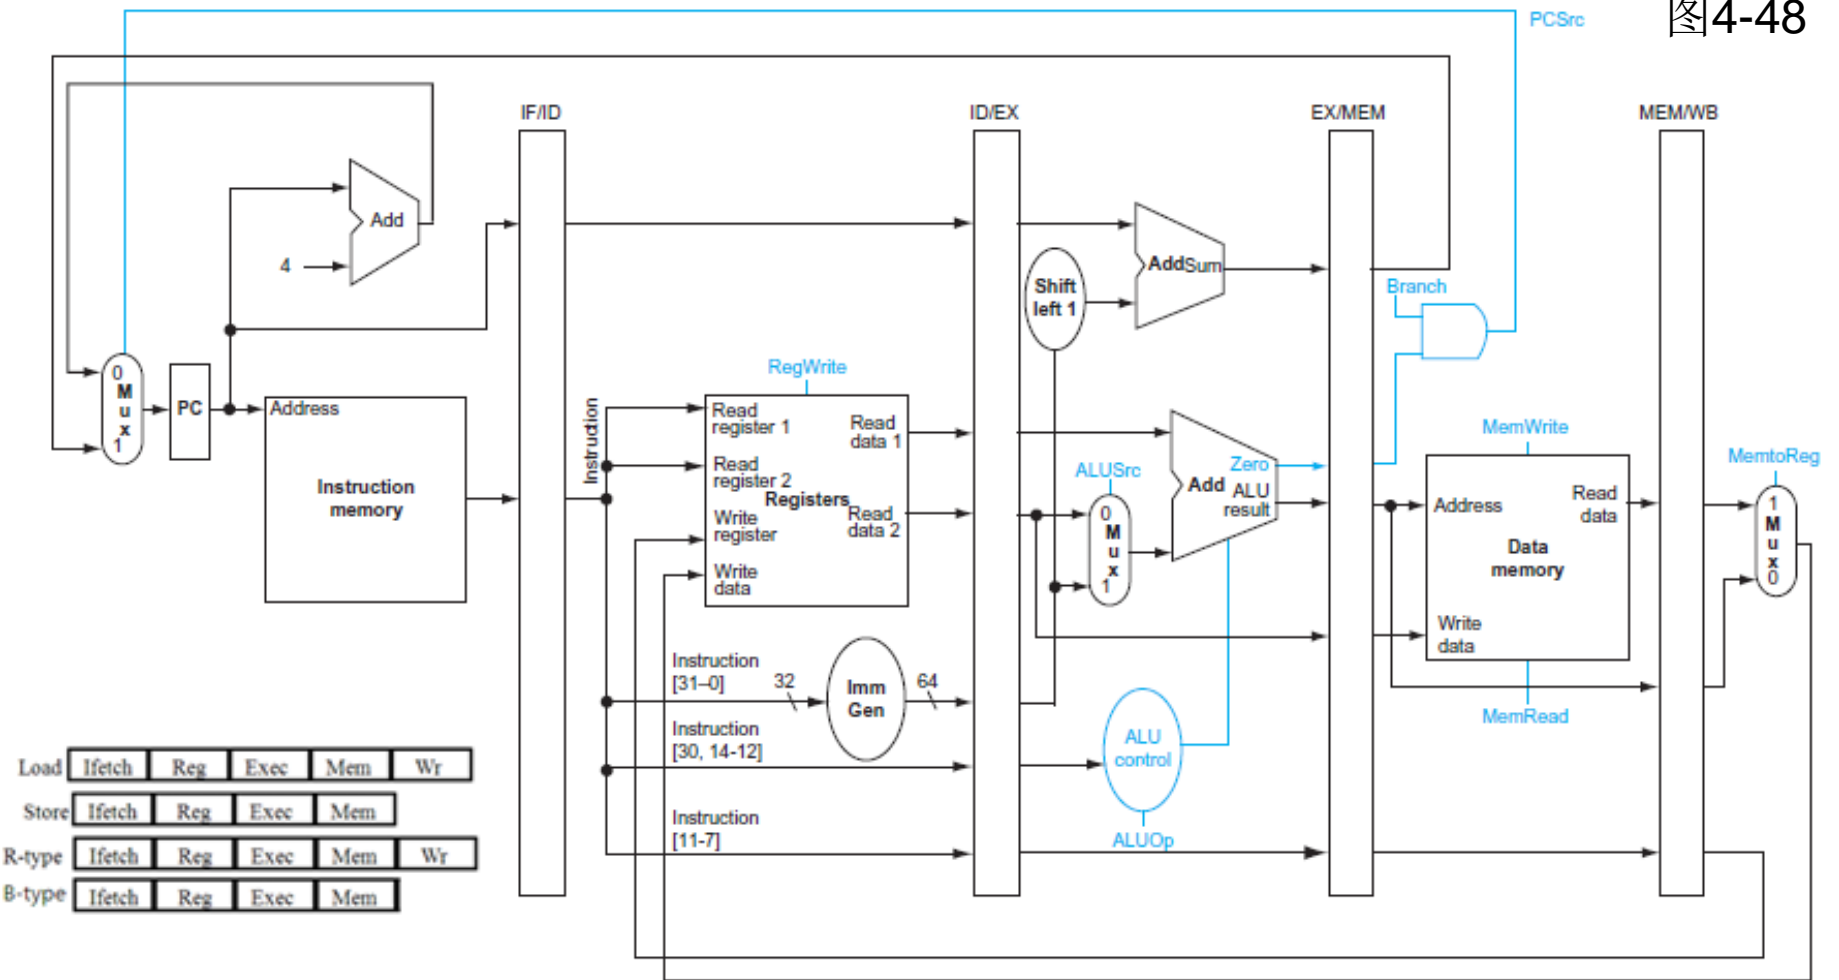 图4-48
PCSrc
IF/ID
ID/EX
EX/MEM
MEM/WB
Add
4
Shift
left 1
AddSum
Branch
0
M
u
x
1
PC
Address
Instruction
memory
Instruction
RegWrite
Read
register 1
Read
data 1
Read
register 2
Registers
Write
register
Read
data 2
Write
data
ALUSrc
0
M
u
x
1
Zero
Add
ALU
result
MemWrite
Address
Read
data
Data
memory
Write
data
MemRead
MemtoReg
1
M
u
x
0
Instruction
[31–0]
32
Imm
Gen
64
Instruction
[30, 14-12]
ALU
control
Instruction
[11-7]
ALUOp
Load Ifetch Reg Exec Mem Wr
Store Ifetch Reg Exec Mem
R-type Ifetch Reg Exec Mem Wr
B-type Ifetch Reg Exec Mem